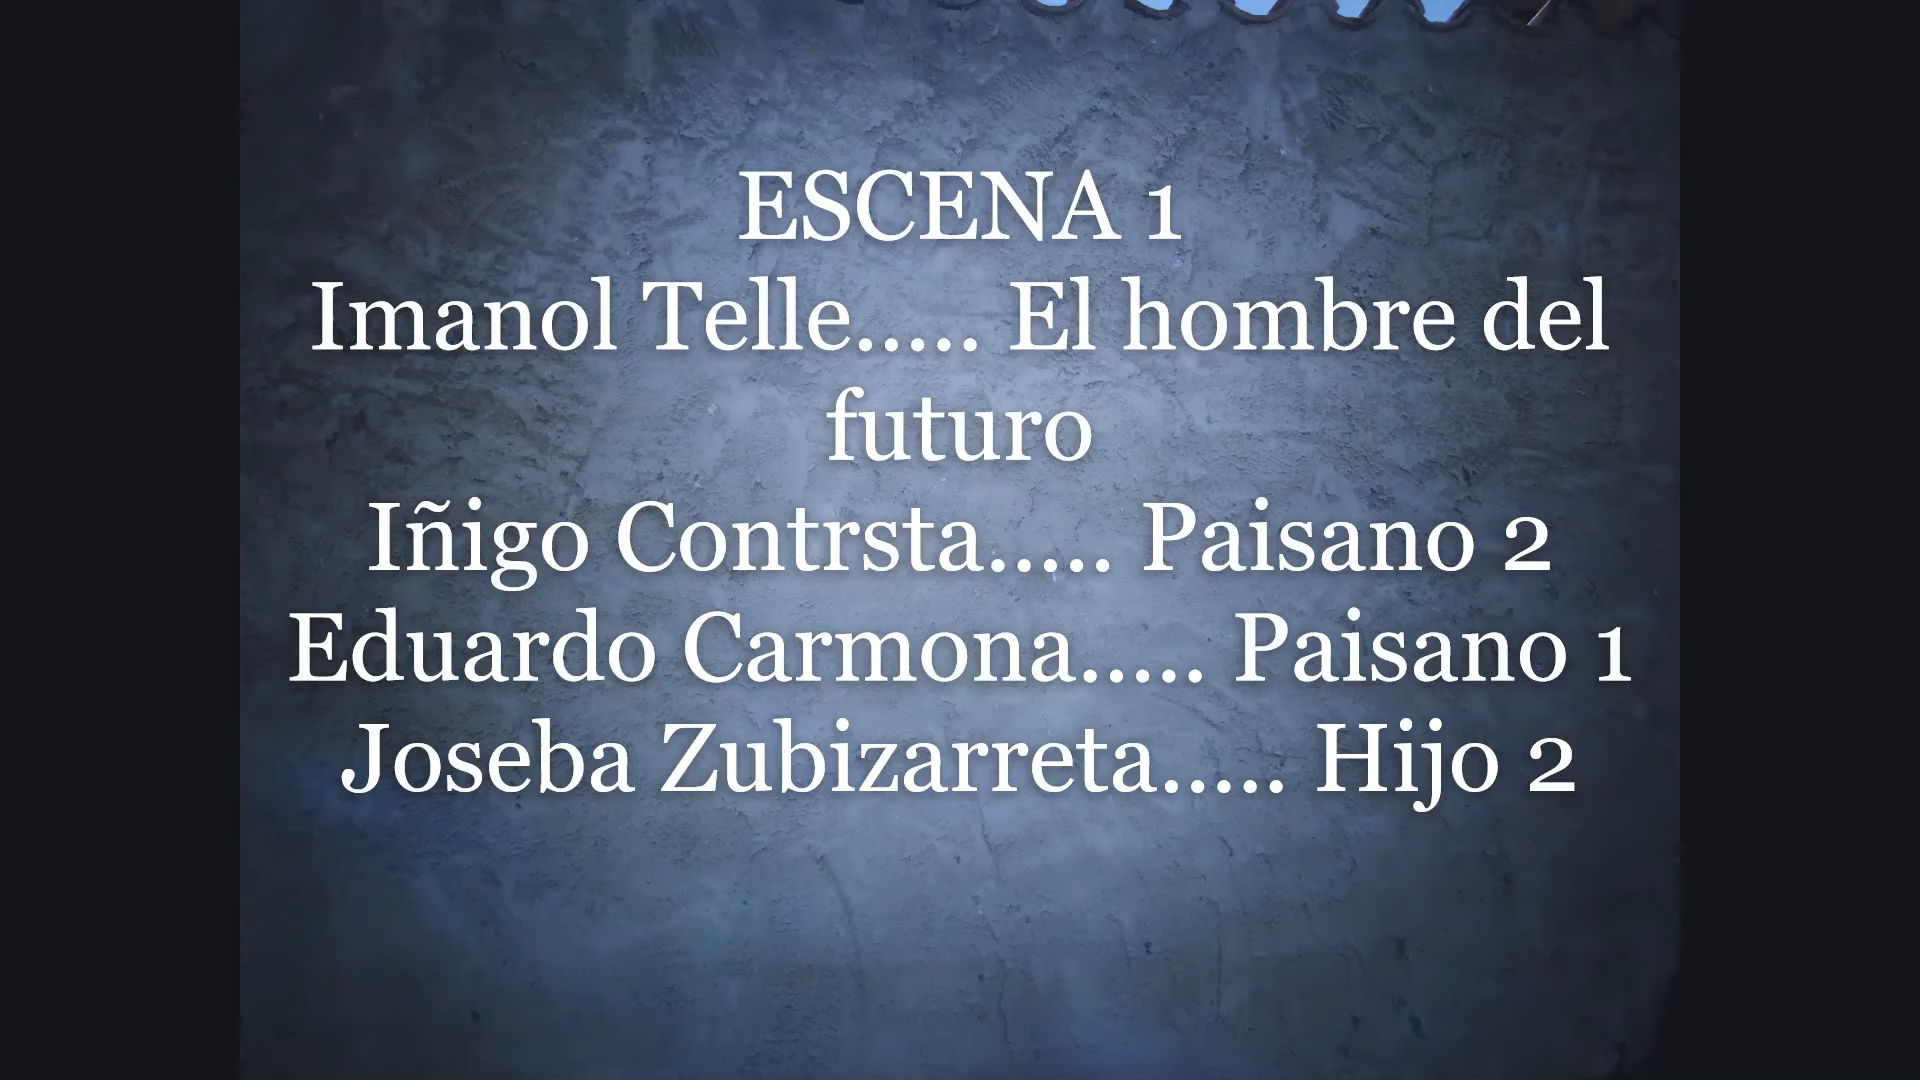 ESCENA 1
Imanol Telle..... El hombre del
futuro
Iñigo Contrsta..... Paisano 2
Eduardo Carmona..... Paisano 1
Joseba Zubizarreta..... Hijo 2